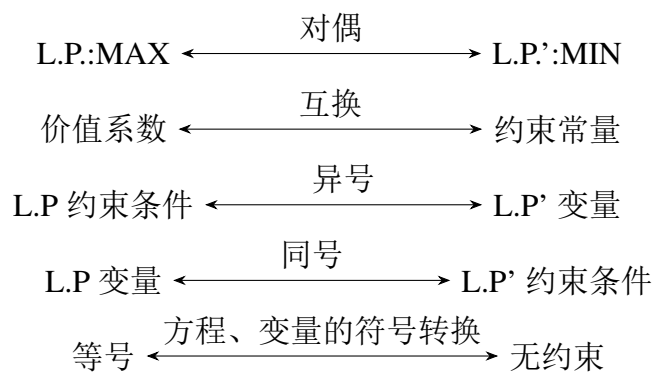 对偶
L.P.:MAX L.P.’:MIN
互换
价值系数 约束常量
异号
L.P 约束条件 L.P’ 变量
同号
L.P 变量 L.P’ 约束条件
方程、变量的符号转换
等号 无约束